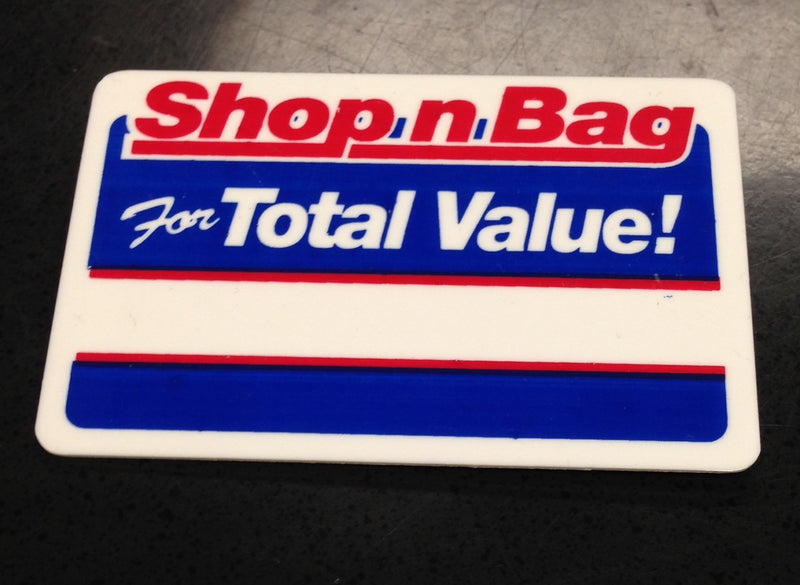 Shop n Bag
For Total Value!